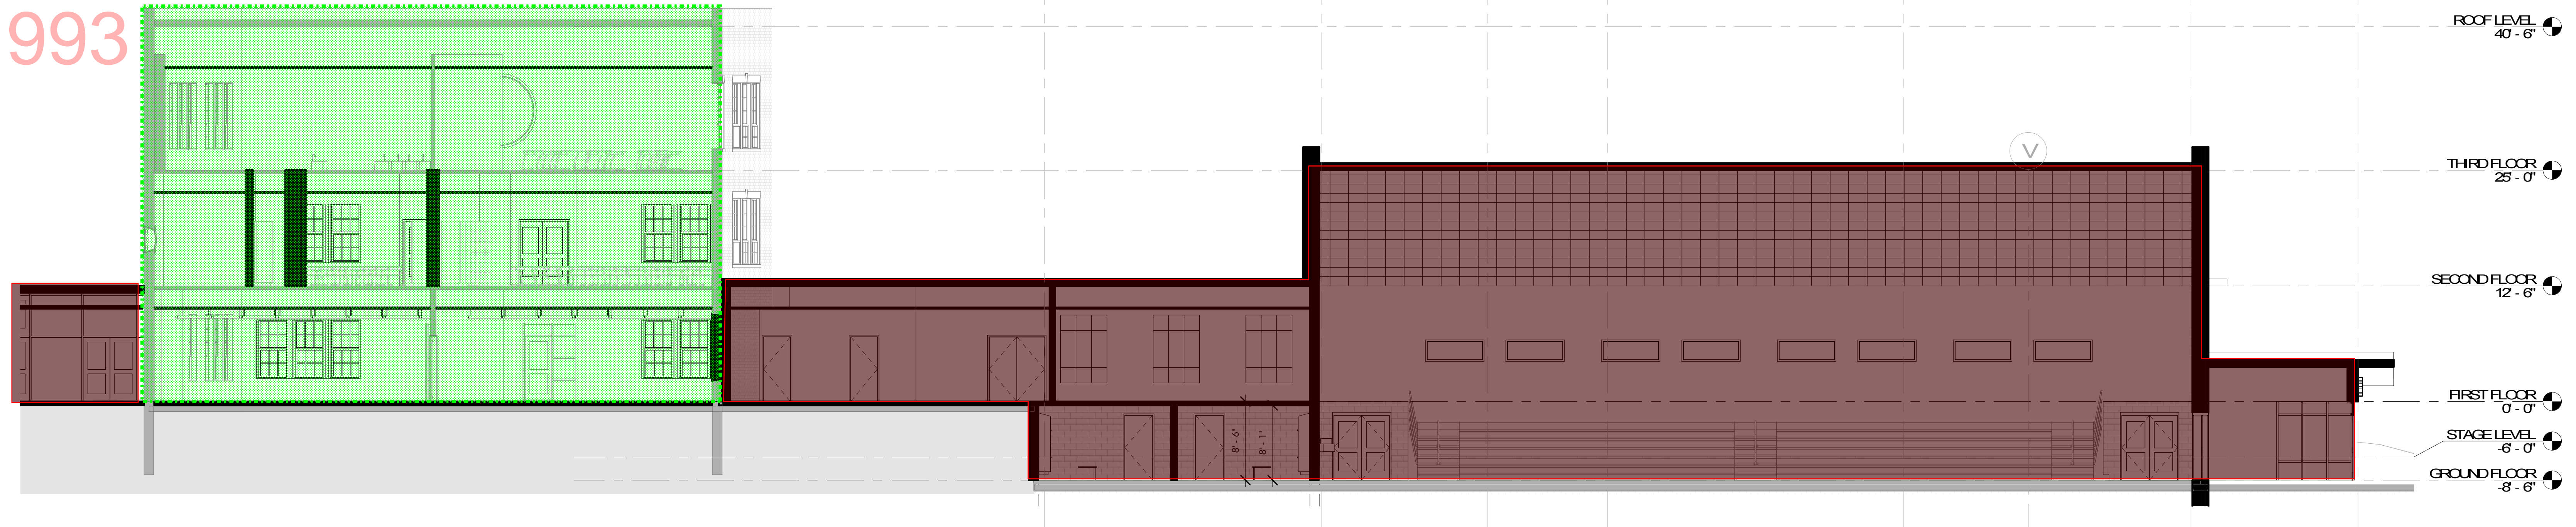 993
ROOF LEVEL
40' - 6"
THIRD FLOOR
25' - 0"
V
SECOND FLOOR
12' - 6"
FIRST FLOOR
0' - 0"
8' - 6"
8' - 1"
STAGE LEVEL
-6' - 0"
GROUND FLOOR
-8' - 6"